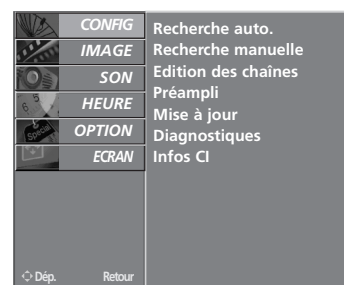 CONFIG
IMAGE
SON
HEURE
OPTION
ECRAN
Recherche auto.
Recherche manuelle
Edition des chaînes
Préampli
Mise à jour
Diagnostiques
Infos CI
Dép. Retour